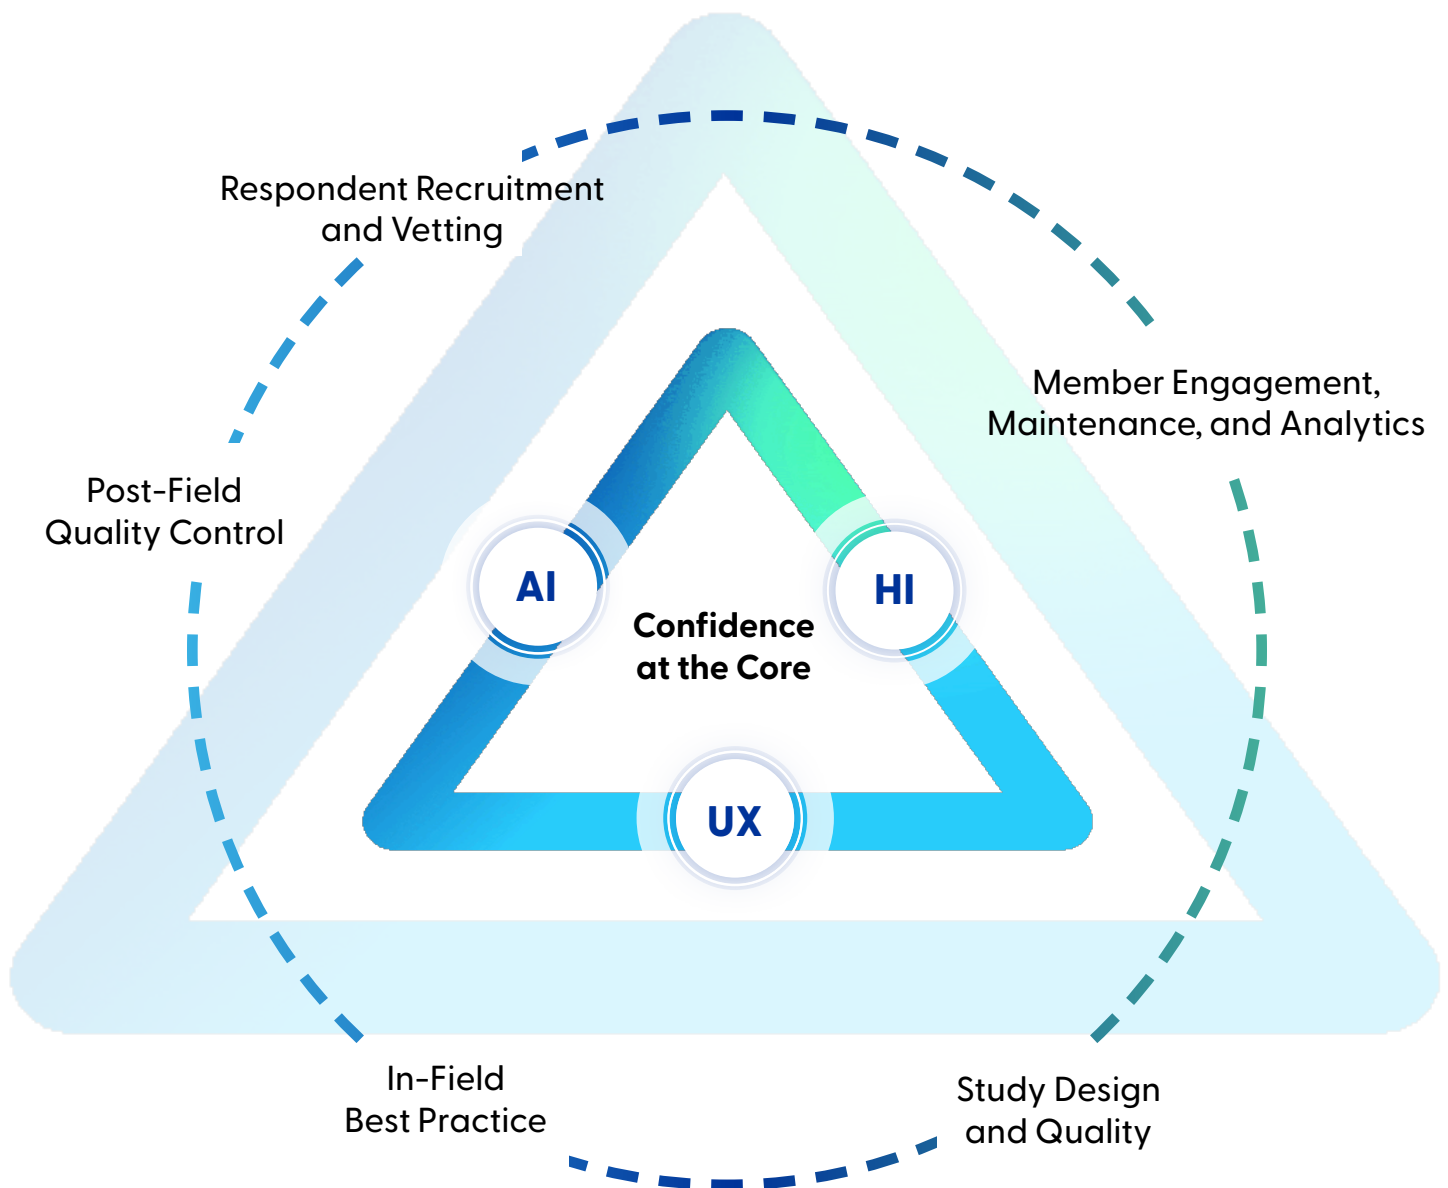 Respondent Recruitment
and Vetting
Member Engagement,
Maintenance, and Analytics
Post-Field
Quality Control
AI
HI
Confidence
at the Core
UX
In-Field
Best Practice
Study Design
and Quality